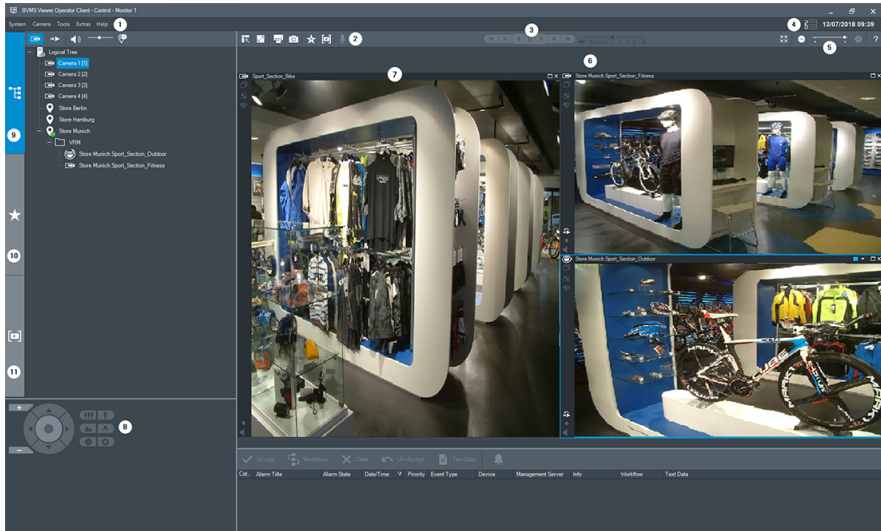 BVMS Viewer Operator Client - Control - Monitor 1
System Camera Tools Extras Help 1
3
4 13/07/2018 09:39
2
5
?
Logical Tree
Camera 1 [1]
Camera 2 [2]
Camera 3 [3]
Camera 4 [4]
Store Berlin
Store Hamburg
Store Munich
VRM
Store Munich.Sport_Section_Outdoor
Store Munich.Sport_Section_Fitness
9
10
11
8
6
Sport_Section_Bike 7
Store Munich.Sport_Section_Fitness
Store Munich.Sport_Section_Outdoor
CUBE
Accept Workflow Clear Un-Accept Text Data
Cat.. Alarm Title Alarm State Date/Time Priority Event Type Device Management Server Info Workflow Text Data